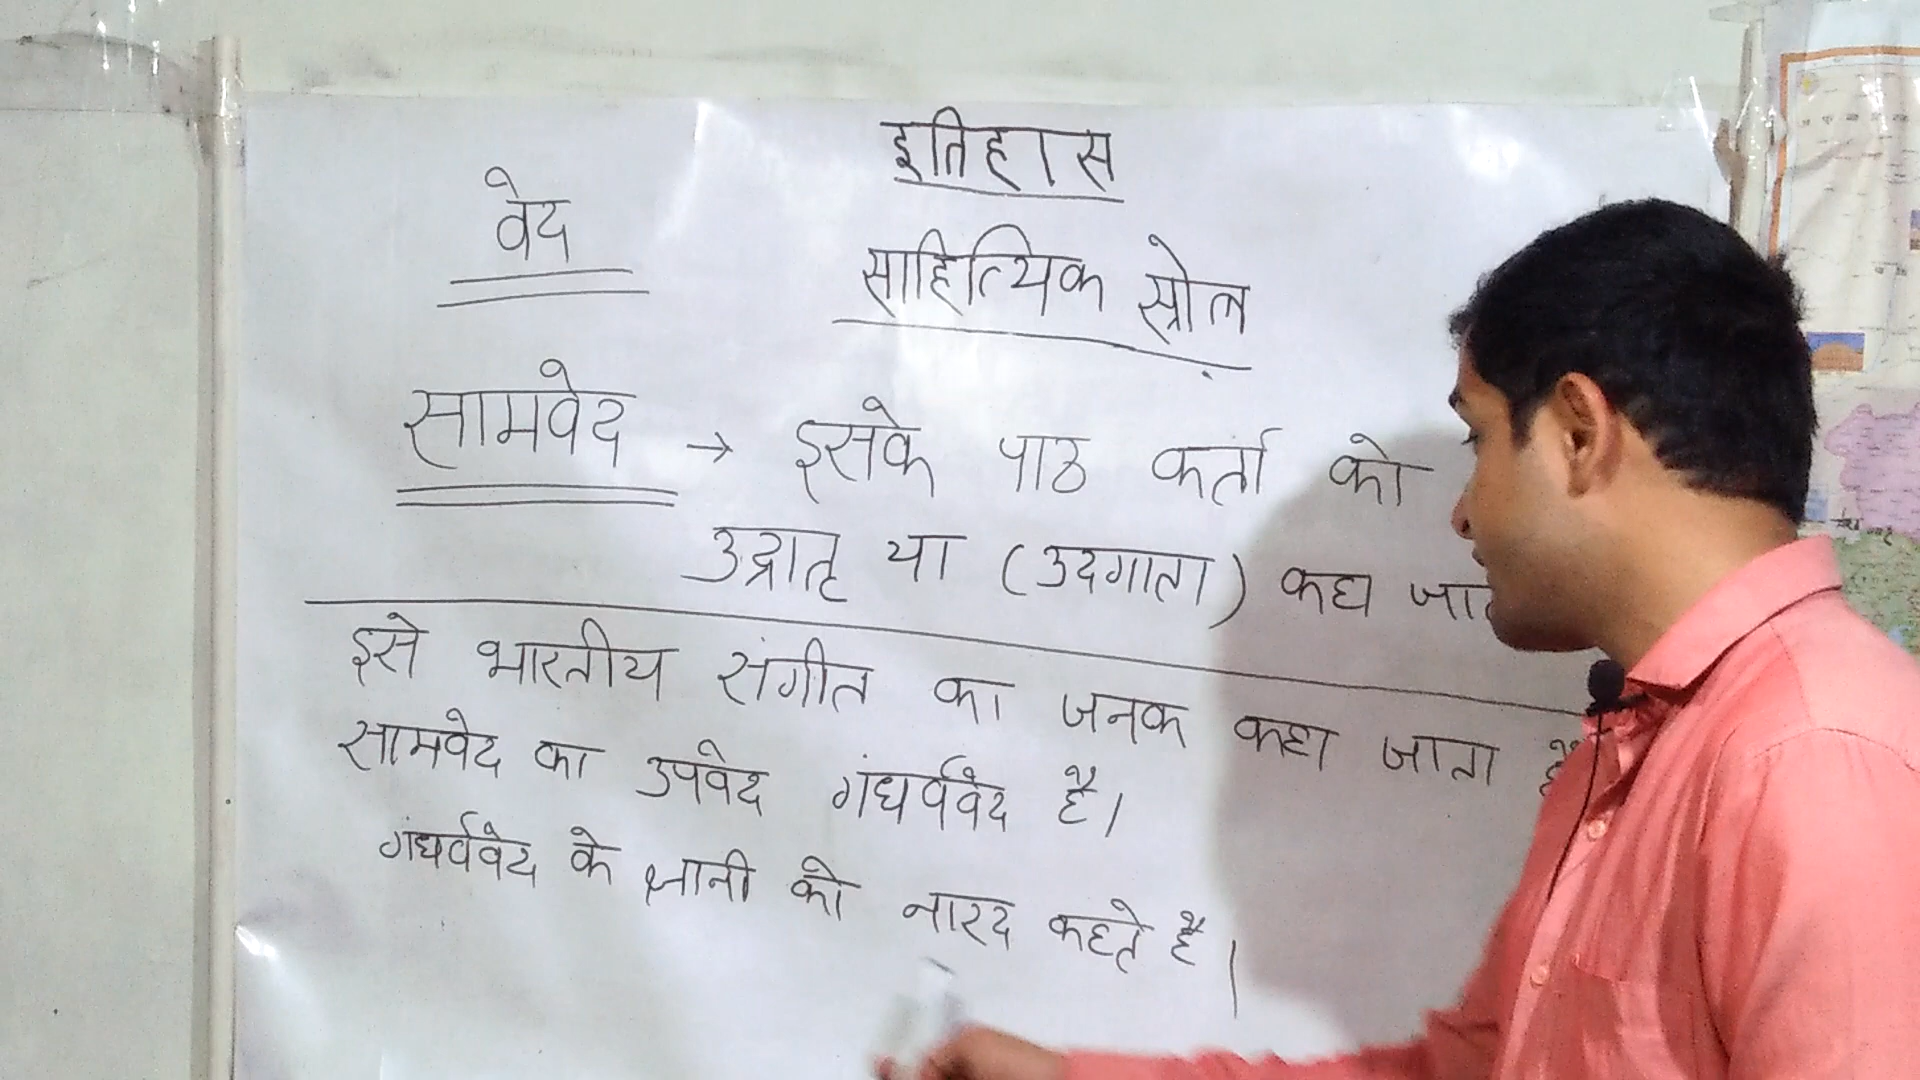 इतिहास
वेद
साहित्यिक स्रोत
सामवेद → इसके पाठ कर्ता को
उद्गातृ या (उदगाता) कहा
इसे भारतीय संगीत का जनक कहा जाता है
सामवेद का उपवेद गंधर्ववेद है।
गंधर्ववेद के ज्ञानी को नारद कहते है।